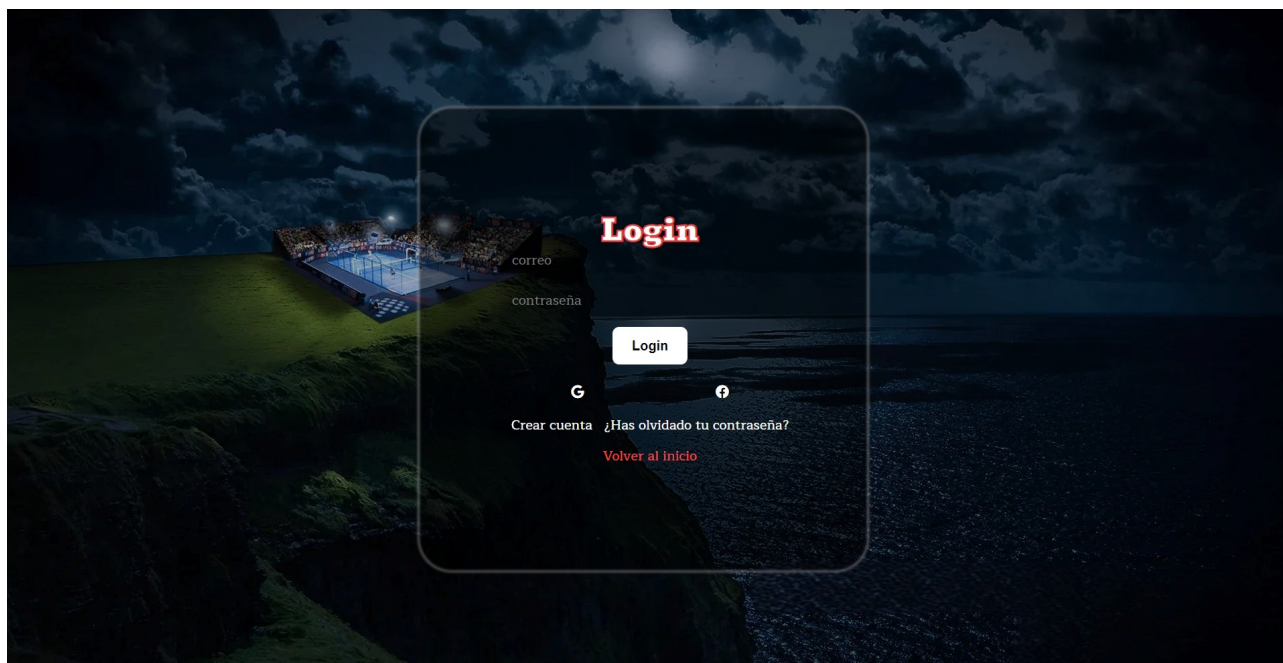 Login
correo
contraseña
Login
Crear cuenta ¿Has olvidado tu contraseña?
Volver al inicio